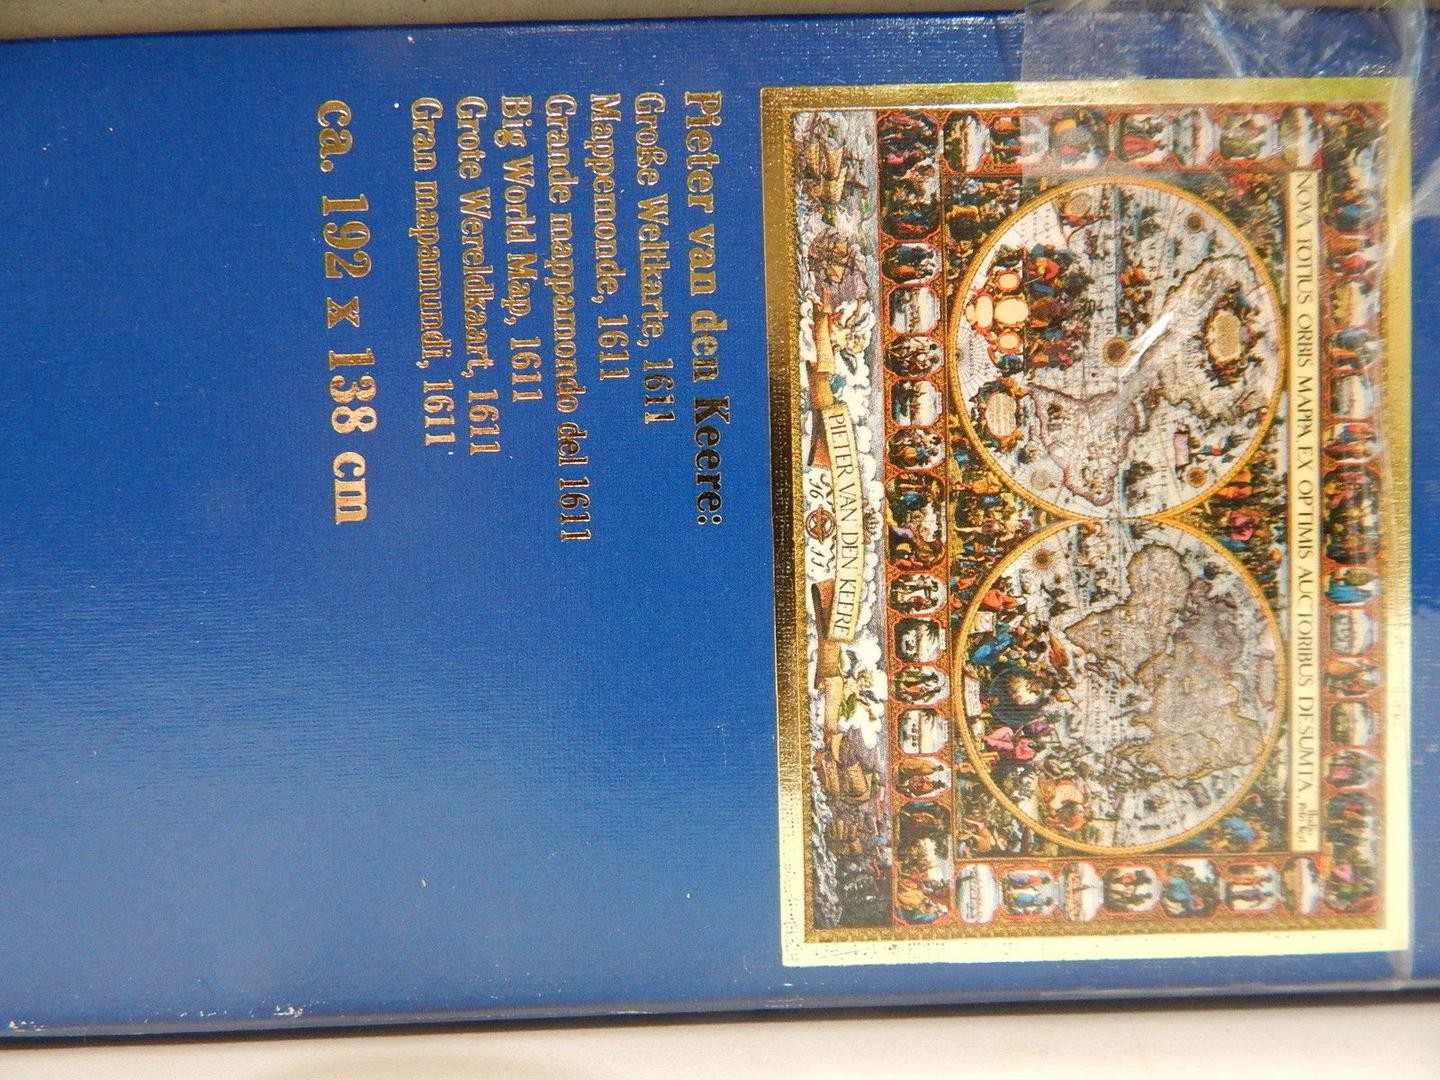 NOVA TOTIUS ORBIS MAPPA, EX OPTIMIS AUCTORIBUS DESUMTA,
PIETER VAN DEN KEERE
16 11.
Pieter van den Keere:
Große Weltkarte, 1611
Mappemonde, 1611
Grande mappamondo del 1611
Big World Map, 1611
Grote Wereldkaart, 1611
Gran mapamundi, 1611
ca. 192 x 138 cm